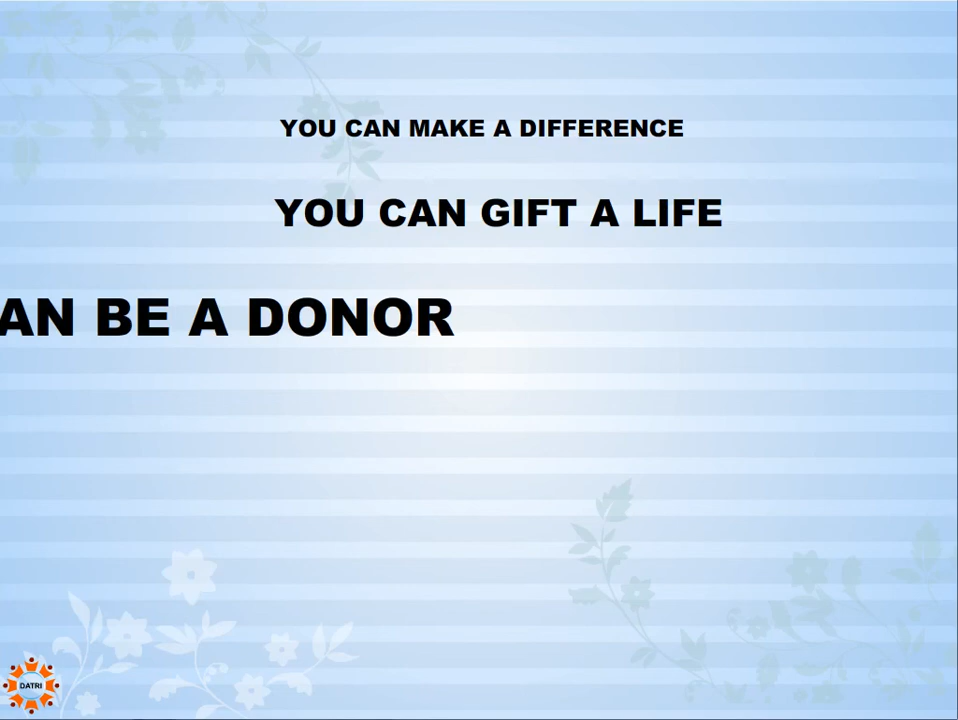 YOU CAN MAKE A DIFFERENCE
YOU CAN GIFT A LIFE
AN BE A DONOR
DATRI